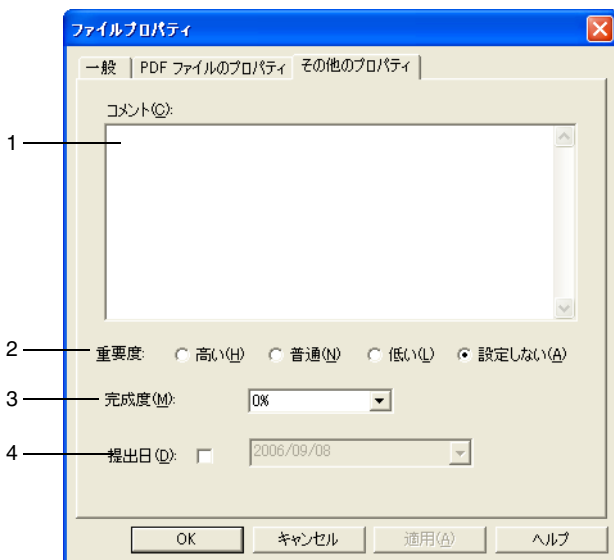 ファイルプロパティ
一般 PDF ファイルのプロパティ その他のプロパティ
コメント(C):
1
2 重要度: 高い(H) 普通(N) 低い(L) 設定しない(A)
3 完成度(M): 0%
4 提出日(D): 2006/09/08
OK キャンセル 適用(A) ヘルプ